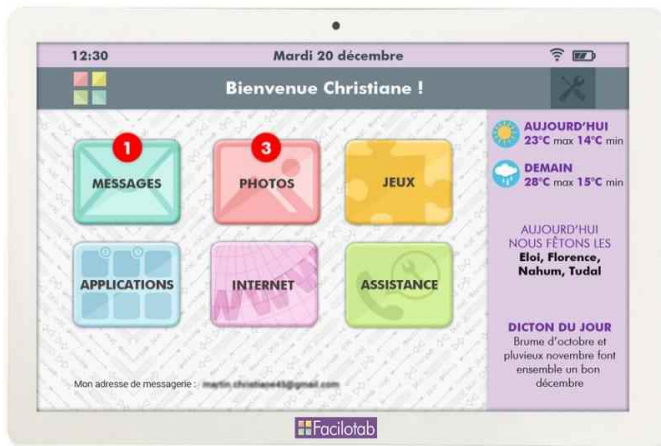 12:30
Mardi 20 décembre
Bienvenue Christiane !
1
MESSAGES
3
PHOTOS
JEUX
APPLICATIONS
INTERNET
ASSISTANCE
Mon adresse de messagerie :
AUJOURD'HUI
23°C max 14°C min
DEMAIN
28°C max 15°C min
AUJOURD'HUI
NOUS FÊTONS LES
Eloi, Florence,
Nahum, Tudal
DICTON DU JOUR
Brume d'octobre et
pluvieux novembre font
ensemble un bon
décembre
Facilotab